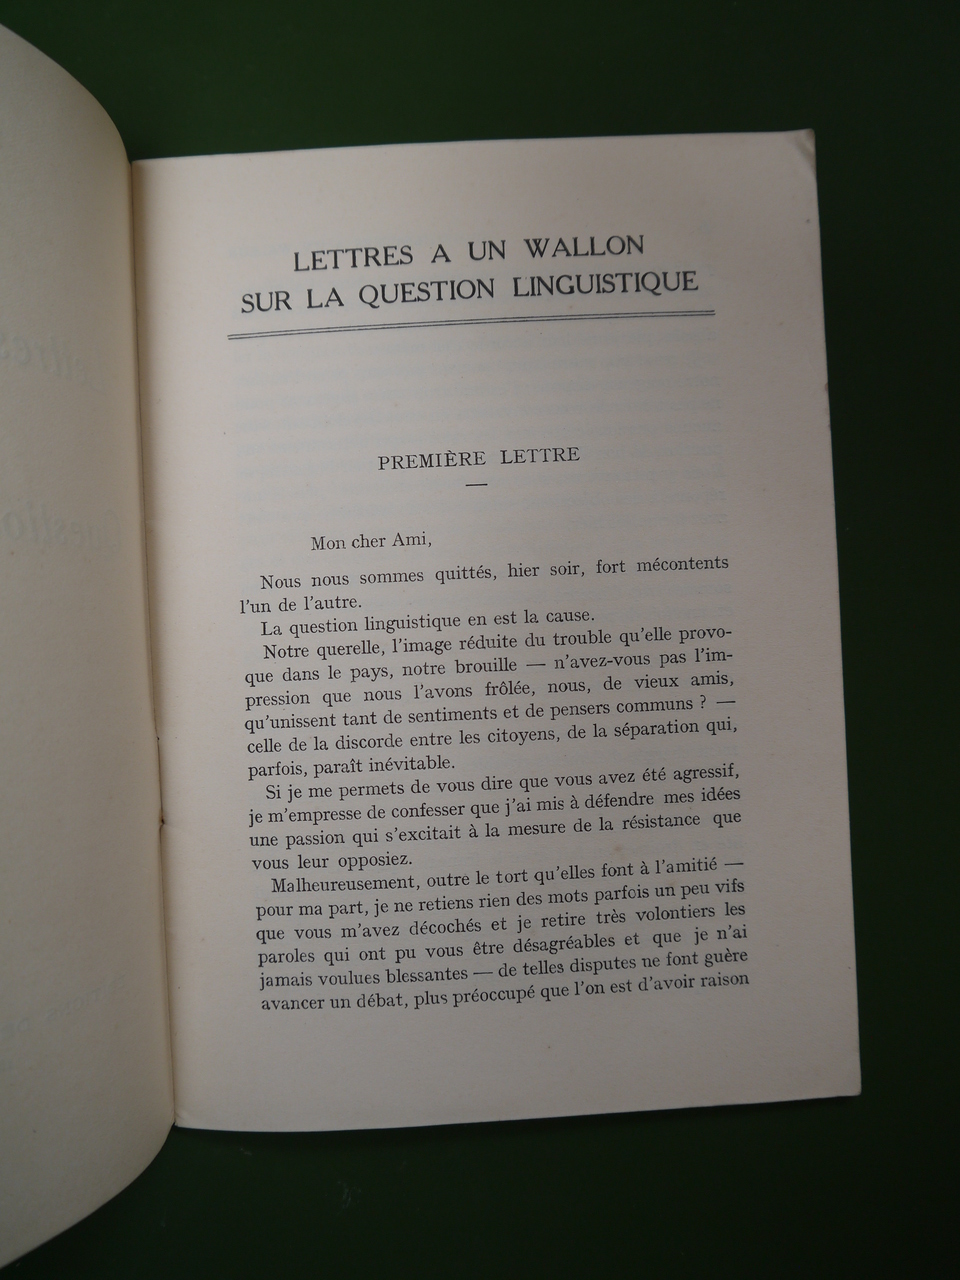 LETTRES A UN WALLON
SUR LA QUESTION LINGUISTIQUE
PREMIÈRE LETTRE
Mon cher Ami,
Nous nous sommes quittés, hier soir, fort mécontents
l'un de l'autre.
La question linguistique en est la cause.
Notre querelle, l'image réduite du trouble qu'elle provo-
que dans le pays, notre brouille — n'avez-vous pas l'im-
pression que nous l'avons frôlée, nous, de vieux amis,
qu'unissent tant de sentiments et de pensers communs ? —
celle de la discorde entre les citoyens, de la séparation qui,
parfois, paraît inévitable.
Si je me permets de vous dire que vous avez été agressif,
je m'empresse de confesser que j'ai mis à défendre mes idées
une passion qui s'excitait à la mesure de la résistance que
vous leur opposiez.
Malheureusement, outre le tort qu'elles font à l'amitié —
pour ma part, je ne retiens rien des mots parfois un peu vifs
que vous m'avez décochés et je retire très volontiers les
paroles qui ont pu vous être désagréables et que je n'ai
jamais voulues blessantes — de telles disputes ne font guère
avancer un débat, plus préoccupé que l'on est d'avoir raison